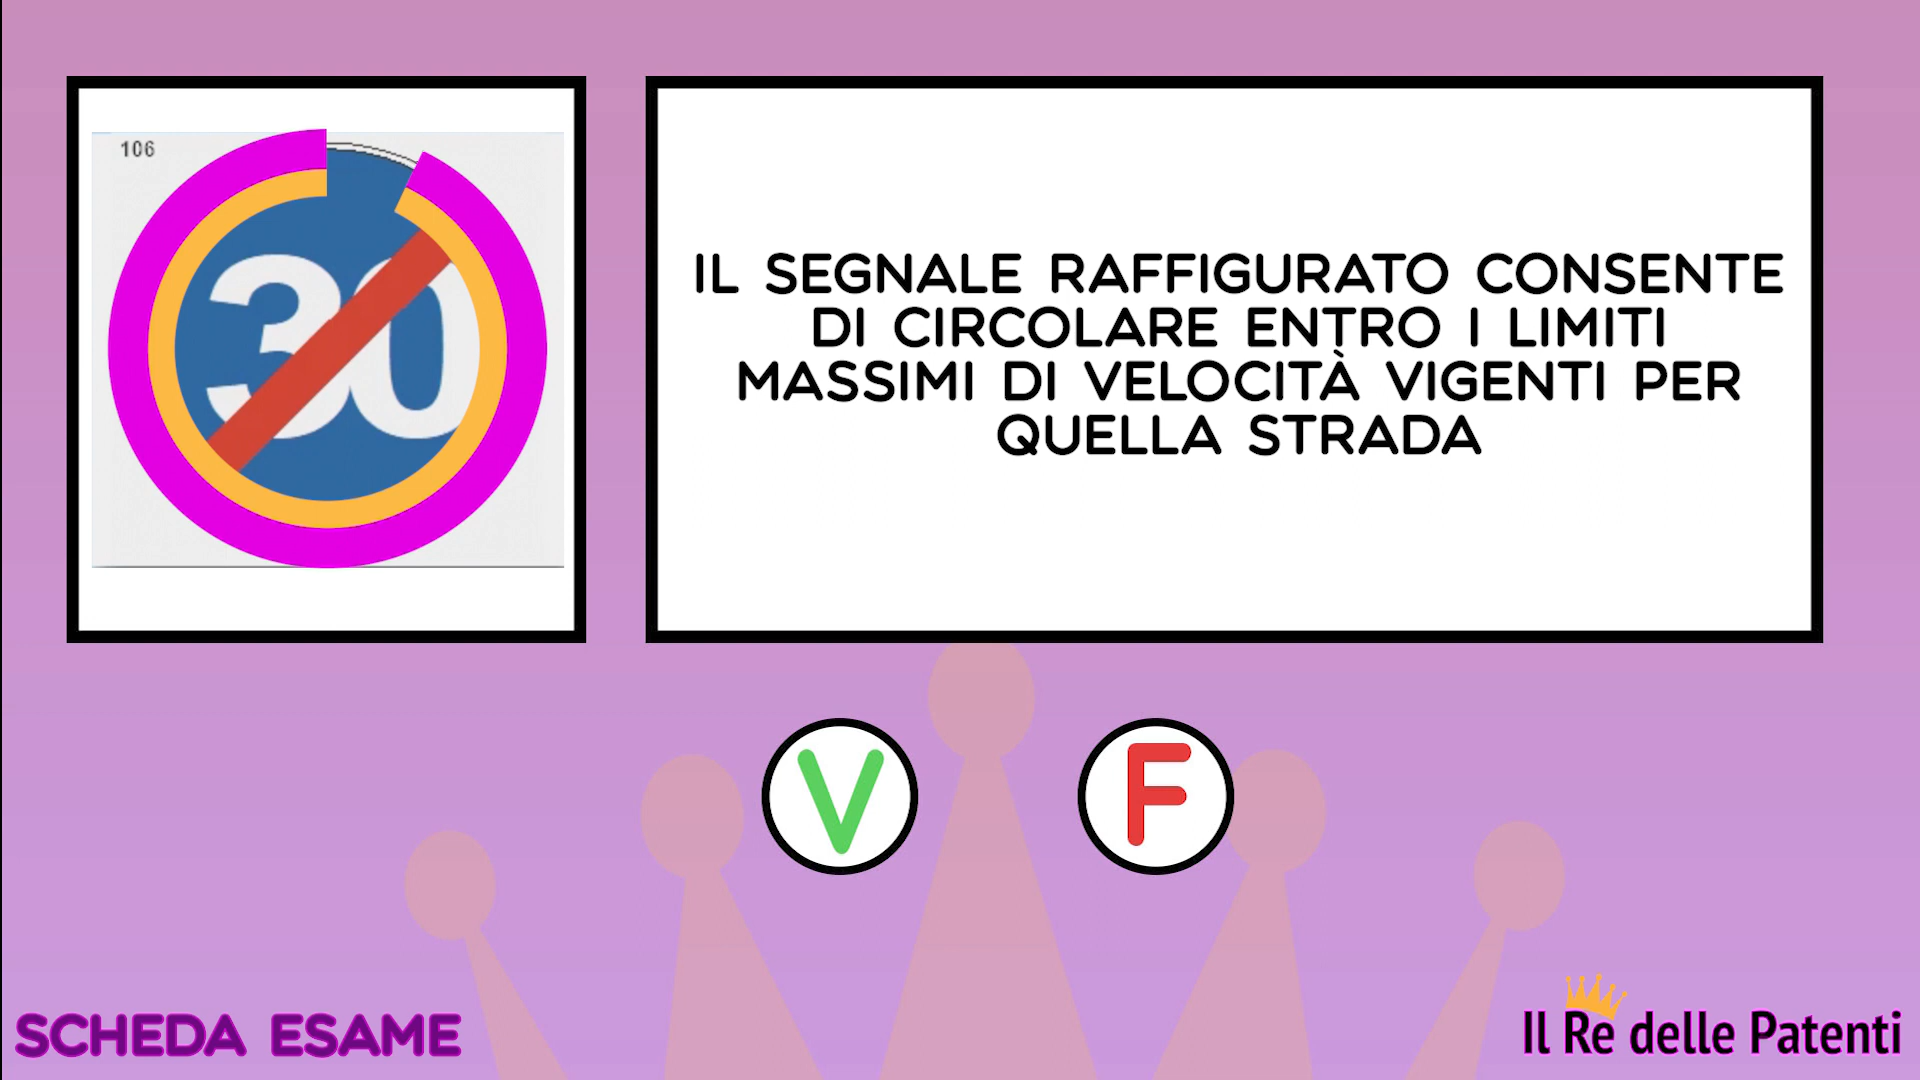 106
30
IL SEGNALE RAFFIGURATO CONSENTE
DI CIRCOLARE ENTRO I LIMITI
MASSIMI DI VELOCITÀ VIGENTI PER
QUELLA STRADA
V F
SCHEDA ESAME
Il Re delle Patenti